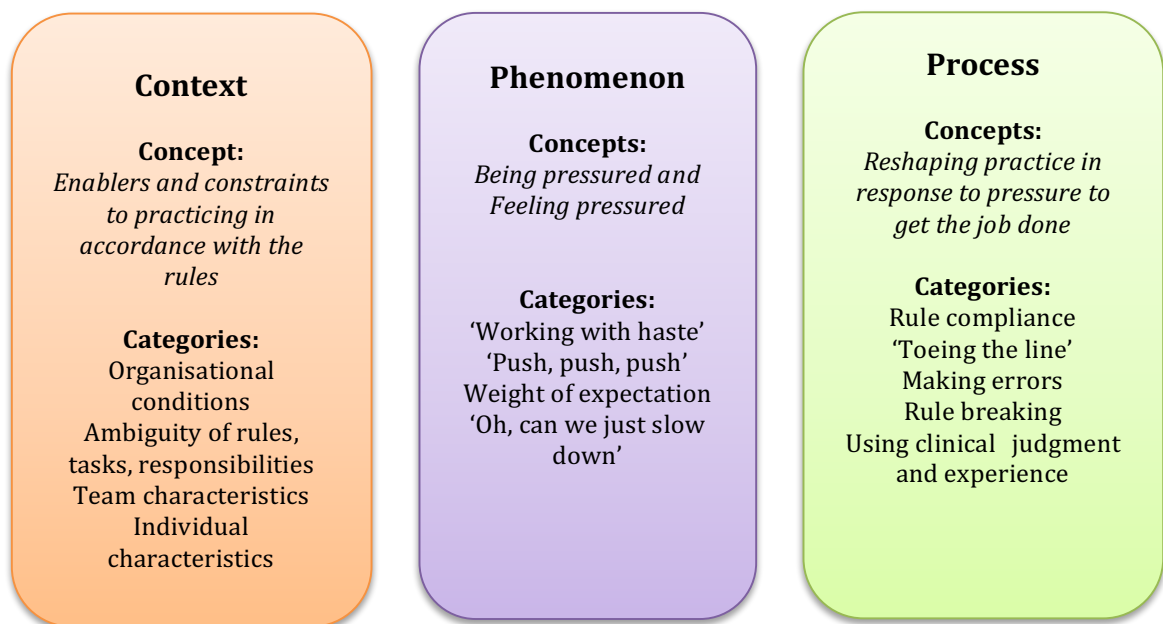 Context
Concept:
Enablers and constraints
to practicing in
accordance with the
rules
Categories:
Organisational
conditions
Ambiguity of rules,
tasks, responsibilities
Team characteristics
Individual
characteristics
Phenomenon
Concepts:
Being pressured and
Feeling pressured
Categories:
‘Working with haste’
‘Push, push, push’
Weight of expectation
‘Oh, can we just slow
down’
Process
Concepts:
Reshaping practice in
response to pressure to
get the job done
Categories:
Rule compliance
‘Toeing the line’
Making errors
Rule breaking
Using clinical judgment
and experience